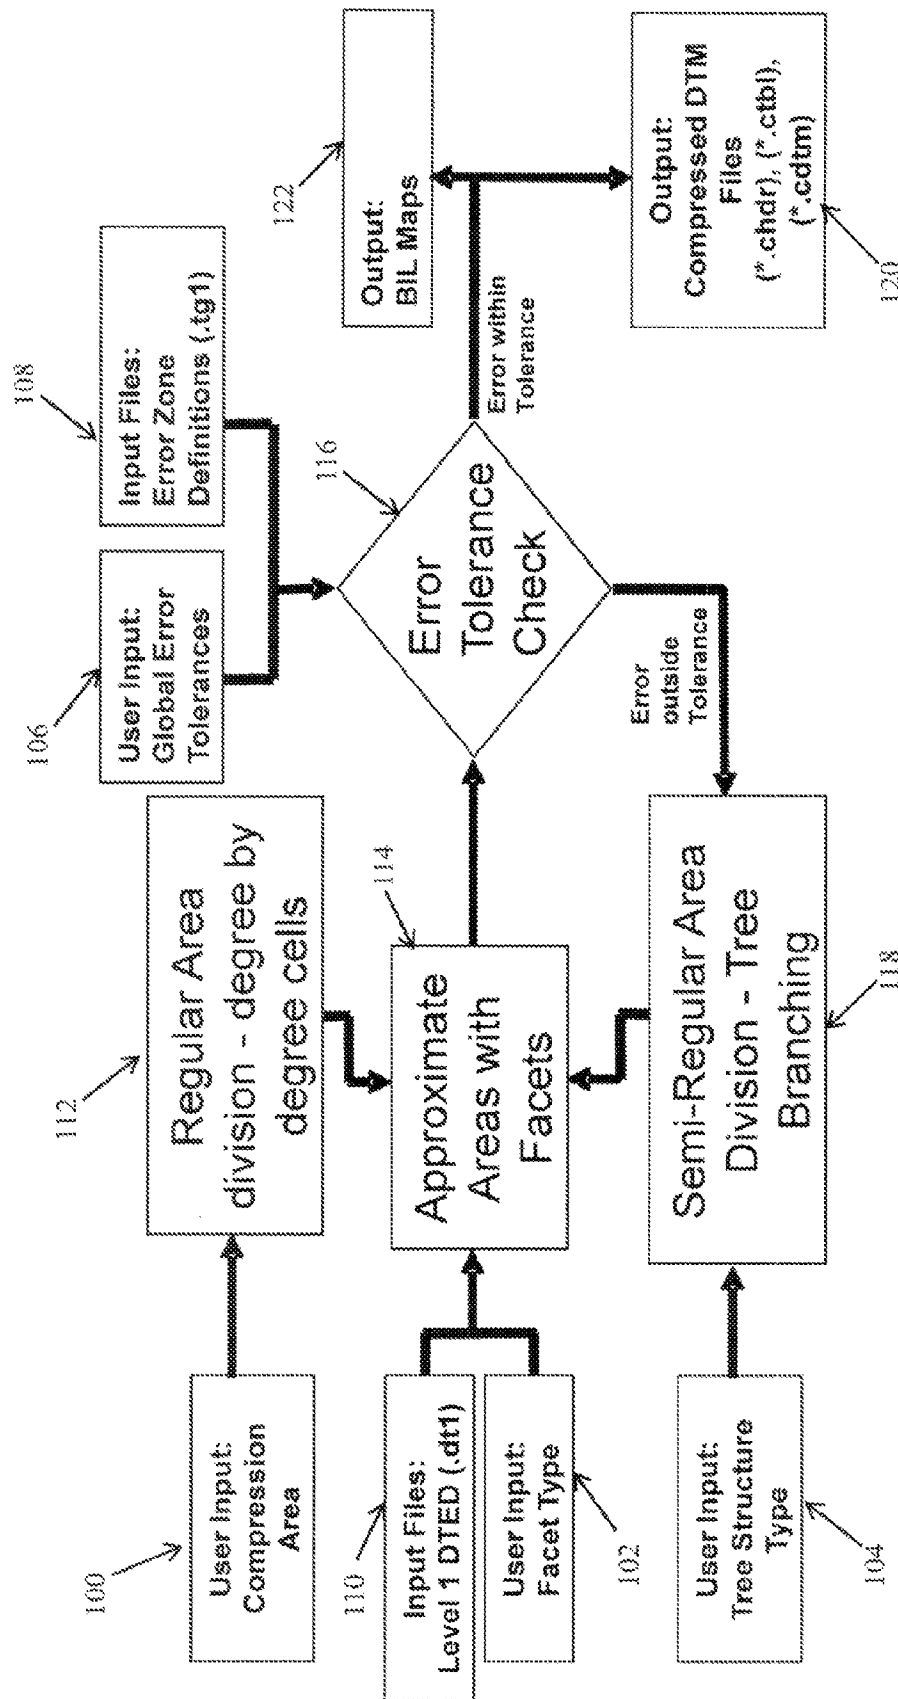 100
User Input:
Compression
Area
110
Input Files:
Level 1 DTED (.dt1)
User Input:
Facet Type
102
User Input:
Tree Structure
Type
104
112
Regular Area
division - degree by
degree cells
Approximate
Areas with
Facets
114
Semi-Regular Area
Division - Tree
Branching
118
106
User Input:
Global Error
Tolerances
108
Input Files:
Error Zone
Definitions (.tg1)
Error
Tolerance
Check
116
Error
outside
Tolerance
Error within
Tolerance
122
Output:
BIL Maps
Output:
Compressed DTM
Files
(*.chdr), (*.ctbl),
(*.cdtm)
120